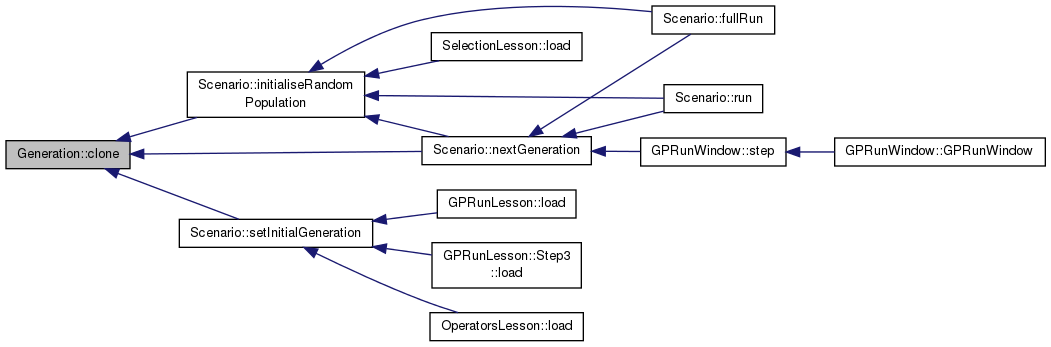 Generation::clone
Scenario::initialiseRandom
Population
Scenario::nextGeneration
Scenario::setInitialGeneration
Scenario::fullRun
SelectionLesson::load
Scenario::run
GPRunWindow::step
GPRunWindow::GPRunWindow
GPRunLesson::load
GPRunLesson::Step3
::load
OperatorsLesson::load